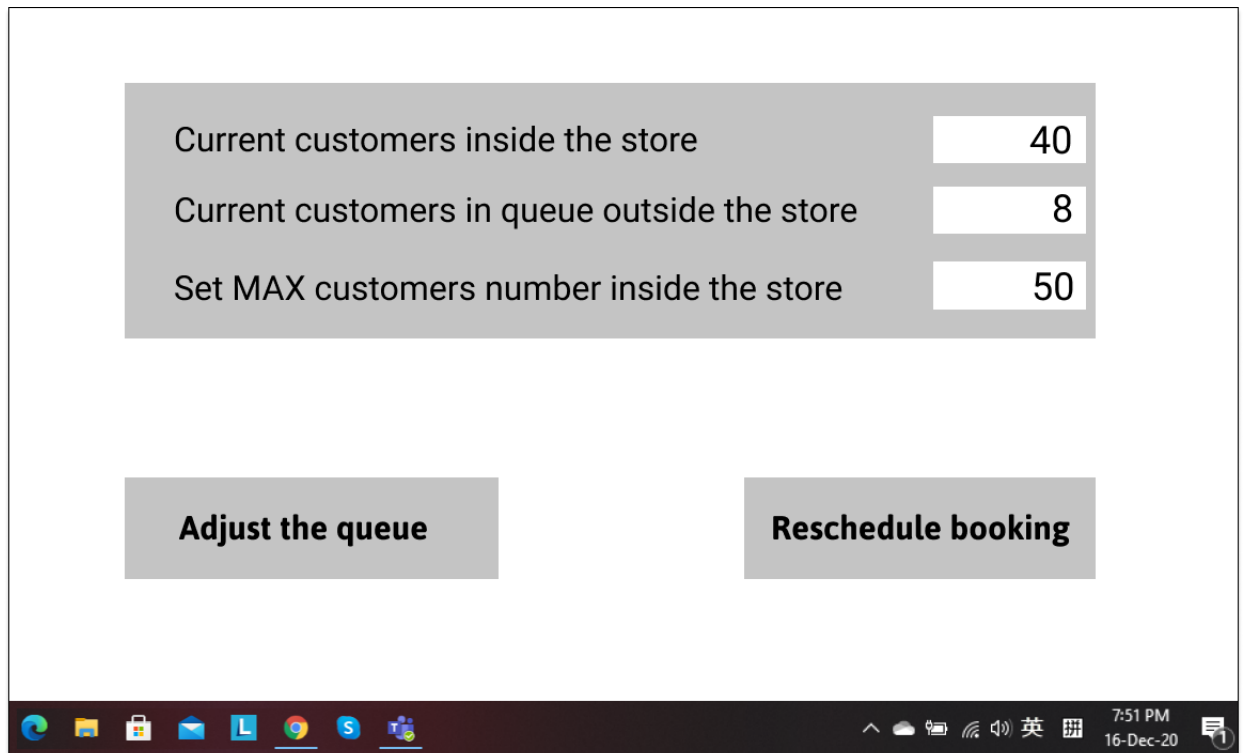 Current customers inside the store 40
Current customers in queue outside the store 8
Set MAX customers number inside the store 50
Adjust the queue Reschedule booking
L S T 英 拼 7:51 PM
16-Dec-20 1